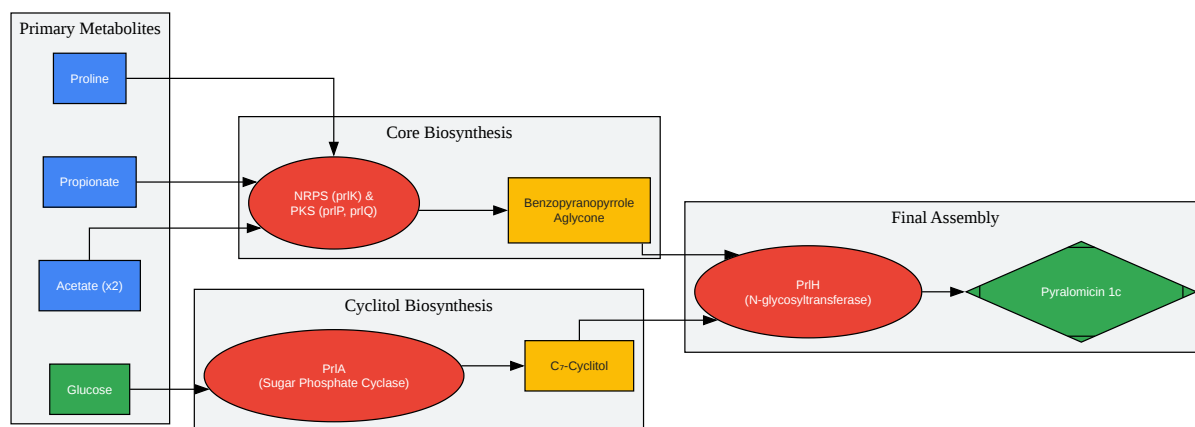 Primary Metabolites
Proline
Propionate
Acetate (x2)
Glucose
Core Biosynthesis
NRPS (prlK) &
PKS (prlP, prlQ)
Benzopyranopyrrole
Aglycone
Cyclitol Biosynthesis
PrlA
(Sugar Phosphate Cyclase)
C₇-Cyclitol
Final Assembly
PrlH
(N-glycosyltransferase)
Pyralomicin 1c